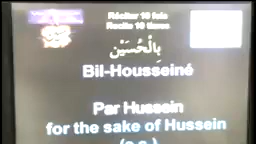 Réciter 10 fois
Recite 10 times
بِالْحُسَيْنِ
Bil-Housseiné
Par Hussein
for the sake of Hussein